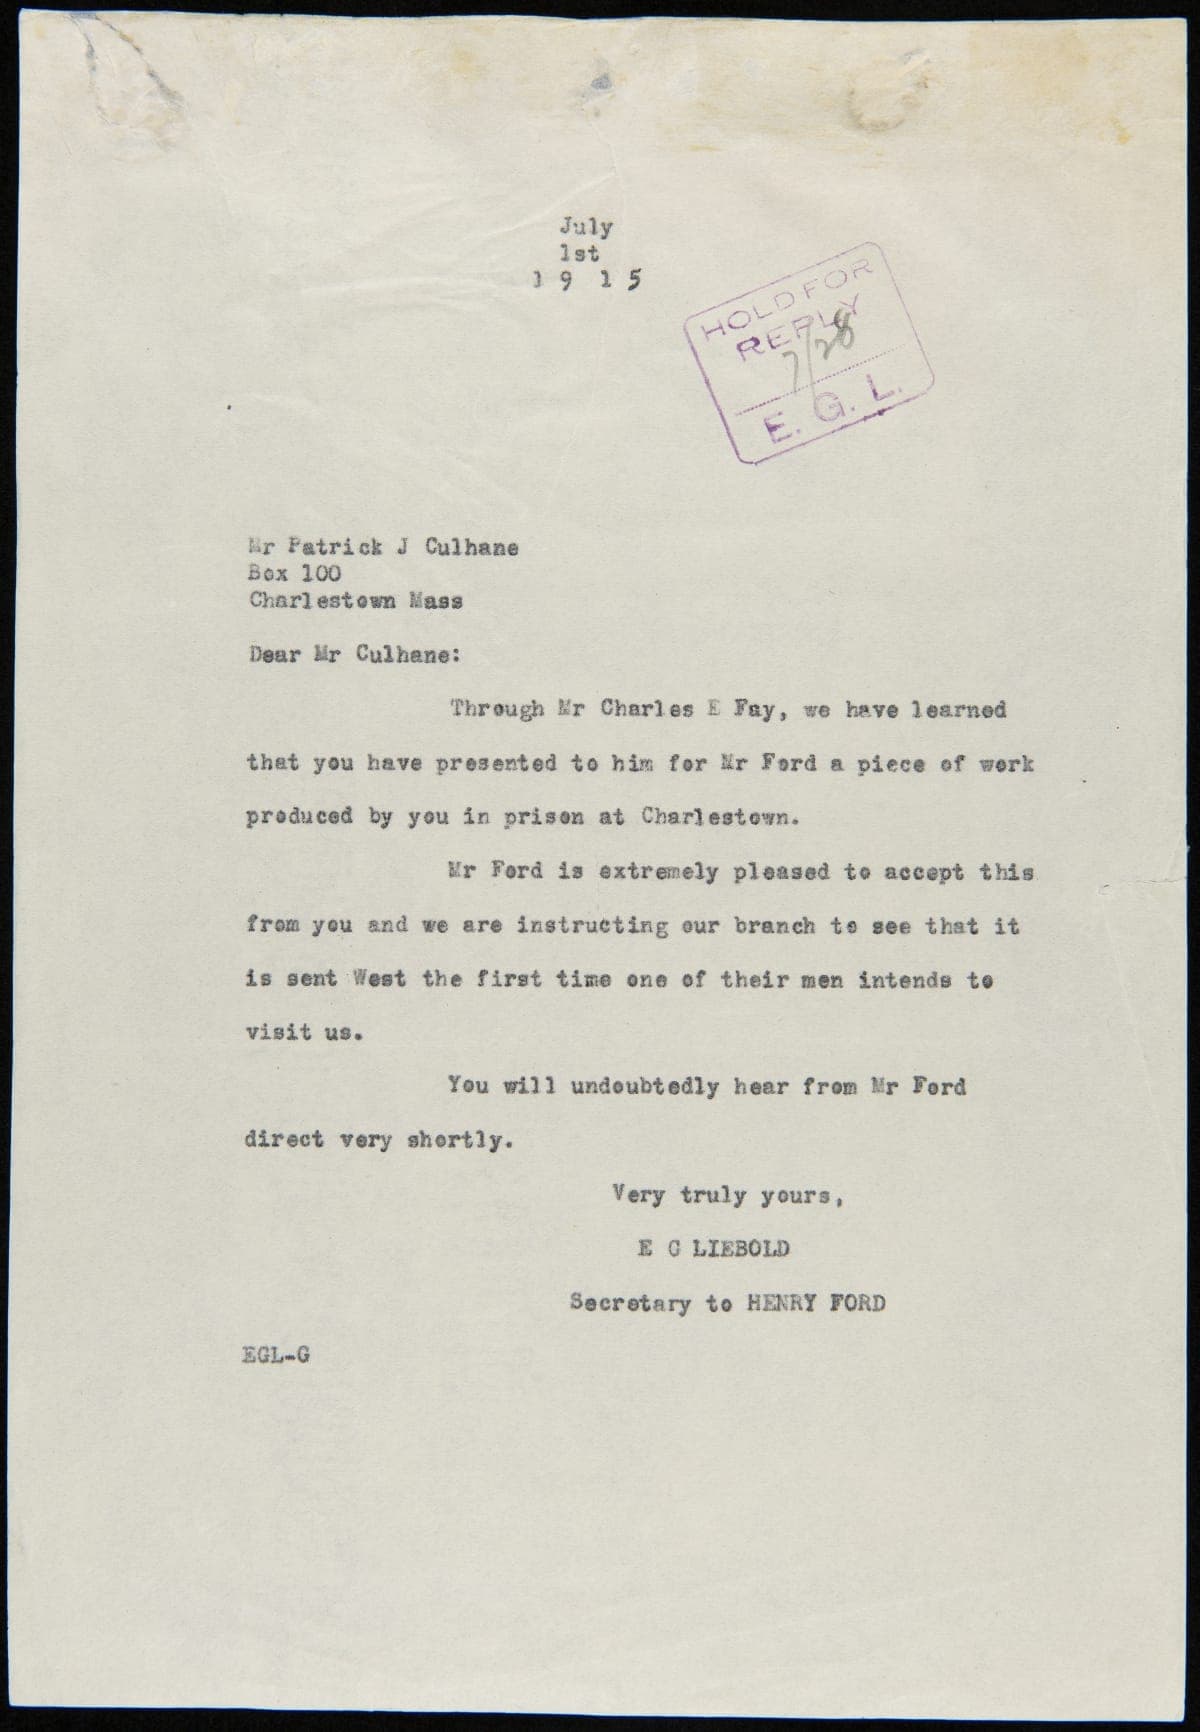 July
1st
1 9 1 5
HOLD FOR
REPLY
7/28
E. G. L.
Mr Patrick J Culhane
Box 100
Charlestown Mass
Dear Mr Culhane:
Through Mr Charles E Fay, we have learned
that you have presented to him for Mr Ford a piece of work
produced by you in prison at Charlestown.
Mr Ford is extremely pleased to accept this
from you and we are instructing our branch to see that it
is sent West the first time one of their men intends to
visit us.
You will undoubtedly hear from Mr Ford
direct very shortly.
Very truly yours,
E G LIEBOLD
Secretary to HENRY FORD
EGL-G